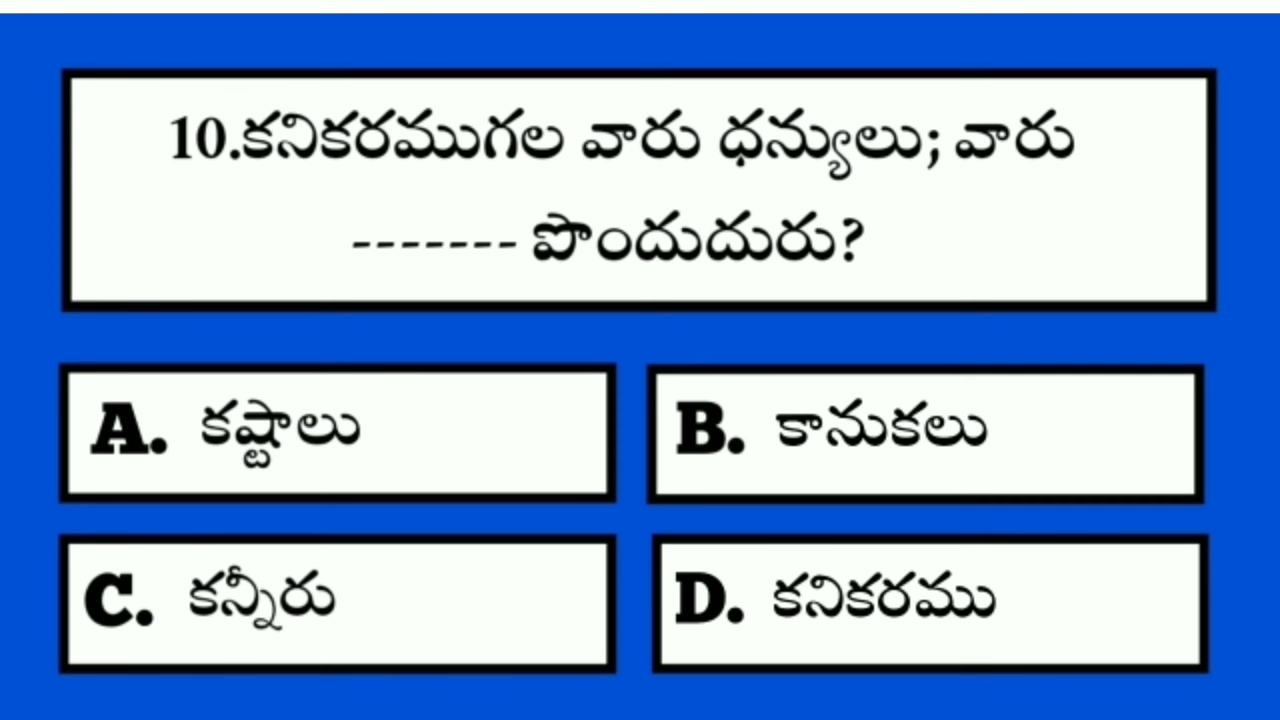 10.కనికరముగల వారు ధన్యులు; వారు
------- పొందుదురు?
A. కష్టాలు
B. కానుకలు
C. కన్నీరు
D. కనికరము